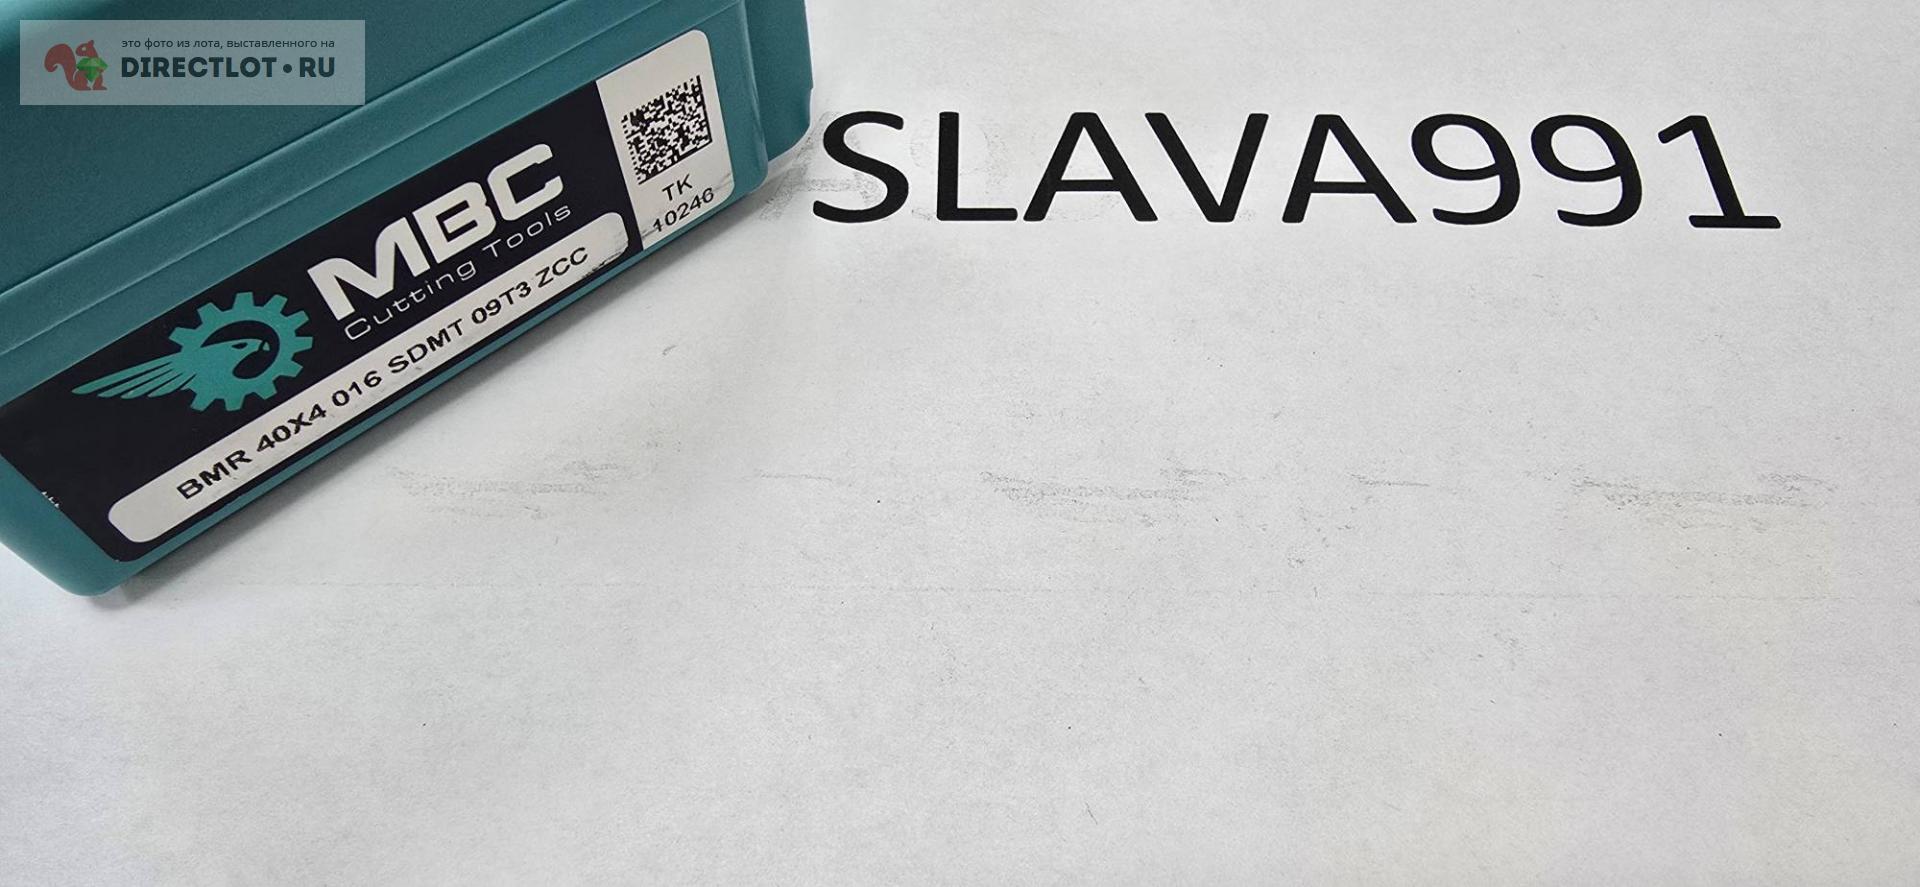 это фото из лота, выставленного на
DIRECTLOT•RU
SLAVA991
TK
10246
MBC
Cutting Tools
BMR 40X4 016 SDMT 09T3 ZCC